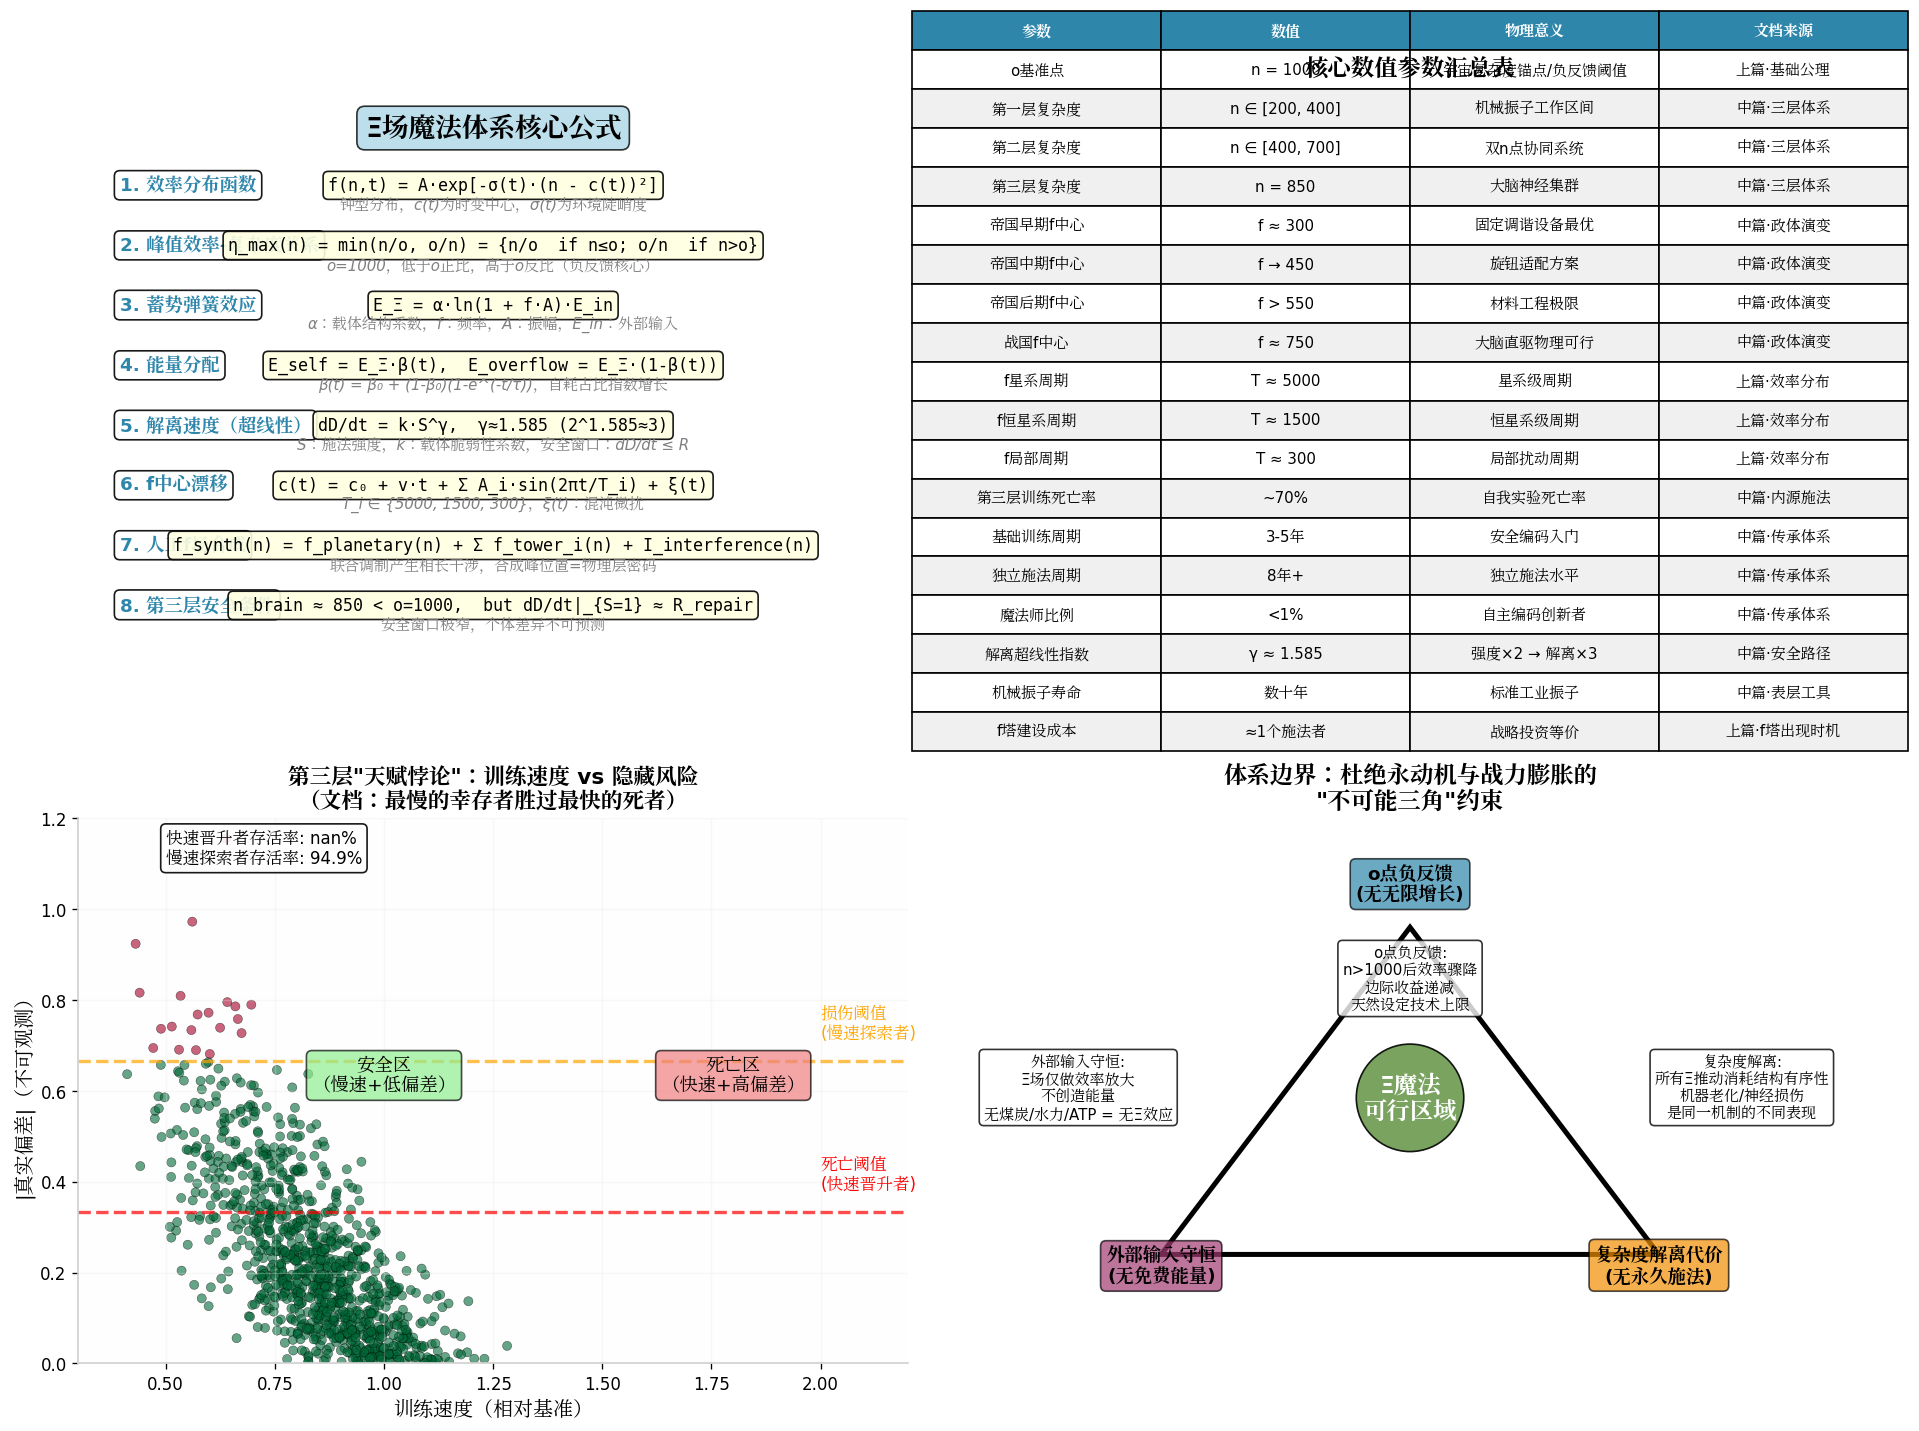 Ξ场魔法体系核心公式
1. 效率分布函数
f(n,t) = A·exp[-σ(t)·(n - c(t))²]
钟型分布，c(t)为时变中心，σ(t)为环境陡峭度
2. 峰值效率
η_max(n) = min(n/o, o/n) = {n/o  if n≤o; o/n  if n>o}
o=1000，低于o正比，高于o反比（负反馈核心）
3. 蓄势弹簧效应
E_Ξ = α·ln(1 + f·A)·E_in
α：载体结构系数，f：频率，A：振幅，E_in：外部输入
4. 能量分配
E_self = E_Ξ·β(t),  E_overflow = E_Ξ·(1-β(t))
β(t) = β₀ + (1-β₀)(1-e^(-t/τ))，自耗占比指数增长
5. 解离速度（超线性）
dD/dt = k·S^γ,  γ≈1.585 (2^1.585≈3)
S：施法强度，k：载体脆弱性系数，安全窗口：dD/dt ≤ R
6. f中心漂移
c(t) = c₀ + v·t + Σ A_i·sin(2πt/T_i) + ξ(t)
T_i ∈ {5000, 1500, 300}，ξ(t)：混沌微扰
7. 人
f_synth(n) = f_planetary(n) + Σ f_tower_i(n) + I_interference(n)
联合调制产生相长干涉，合成峰位置=物理层密码
8. 第三层安全
n_brain ≈ 850 < o=1000,  but dD/dt|_{S=1} ≈ R_repair
安全窗口极窄，个体差异不可预测
核心数值参数汇总表
参数 数值 物理意义 文档来源
o基准点 n = 1000 锚点/负反馈阈值 上篇·基础公理
第一层复杂度 n ∈ [200, 400] 机械振子工作区间 中篇·三层体系
第二层复杂度 n ∈ [400, 700] 双n点协同系统 中篇·三层体系
第三层复杂度 n = 850 大脑神经集群 中篇·三层体系
帝国早期f中心 f ≈ 300 固定调谐设备最优 中篇·政体演变
帝国中期f中心 f → 450 旋钮适配方案 中篇·政体演变
帝国后期f中心 f > 550 材料工程极限 中篇·政体演变
战国f中心 f ≈ 750 大脑直驱物理可行 中篇·政体演变
f星系周期 T ≈ 5000 星系级周期 上篇·效率分布
f恒星系周期 T ≈ 1500 恒星系级周期 上篇·效率分布
f局部周期 T ≈ 300 局部扰动周期 上篇·效率分布
第三层训练死亡率 ~70% 自我实验死亡率 中篇·内源施法
基础训练周期 3-5年 安全编码入门 中篇·传承体系
独立施法周期 8年+ 独立施法水平 中篇·传承体系
魔法师比例 <1% 自主编码创新者 中篇·传承体系
解离超线性指数 γ ≈ 1.585 强度×2 → 解离×3 中篇·安全路径
机械振子寿命 数十年 标准工业振子 中篇·表层工具
f塔建设成本 ≈1个施法者 战略投资等价 上篇·f塔出现时机
第三层"天赋悖论"：训练速度 vs 隐藏风险
（文档：最慢的幸存者胜过最快的死者）
快速晋升者存活率: nan%
慢速探索者存活率: 94.9%
损伤阈值
(慢速探索者)
安全区
（慢速+低偏差）
死亡区
（快速+高偏差）
死亡阈值
(快速晋升者)
|真实偏差|（不可观测）
1.2
1.0
0.8
0.6
0.4
0.2
0.0
0.50 0.75 1.00 1.25 1.50 1.75 2.00
训练速度（相对基准）
体系边界：杜绝永动机与战力膨胀的
"不可能三角"约束
o点负反馈
(无无限增长)
o点负反馈:
n>1000后效率骤降
边际收益递减
天然设定技术上限
外部输入守恒:
Ξ场仅做效率放大
不创造能量
无煤炭/水力/ATP = 无Ξ效应
Ξ魔法
可行区域
复杂度解离:
所有Ξ推动消耗结构有序性
机器老化/神经损伤
是同一机制的不同表现
外部输入守恒
(无免费能量)
复杂度解离代价
(无永久施法)